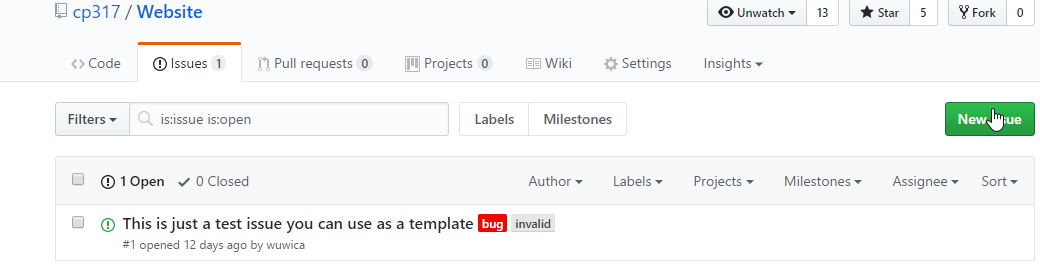 cp317 / Website
Unwatch 13 Star 5 Fork 0
Code Issues 1 Pull requests 0 Projects 0 Wiki Settings Insights
Filters is:issue is:open Labels Milestones New
1 Open 0 Closed Author Labels Projects Milestones Assignee Sort
This is just a test issue you can use as a template bug invalid
#1 opened 12 days ago by wuwica